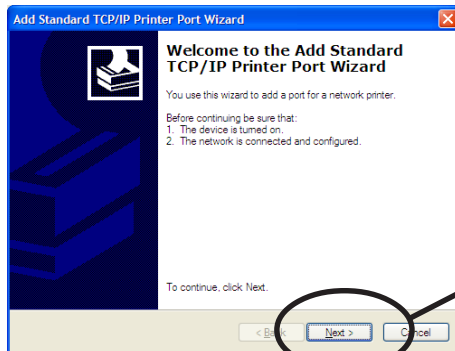 Add Standard TCP/IP Printer Port Wizard
Welcome to the Add Standard
TCP/IP Printer Port Wizard
You use this wizard to add a port for a network printer.
Before continuing be sure that:
1. The device is turned on.
2. The network is connected and configured.
To continue, click Next.
< Back Next > Cancel